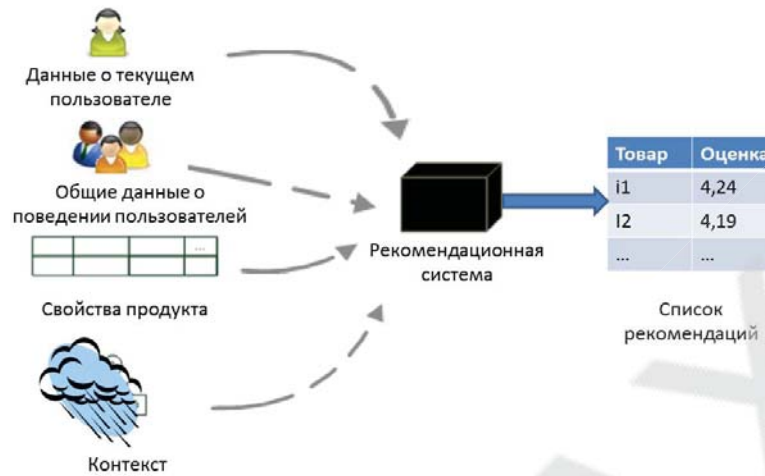 Данные о текущем
пользователе
Общие данные о
поведении пользователей
...
Свойства продукта
Контекст
Рекомендационная
система
Товар Оценка
i1 4,24
I2 4,19
... ...
Список
рекомендаций